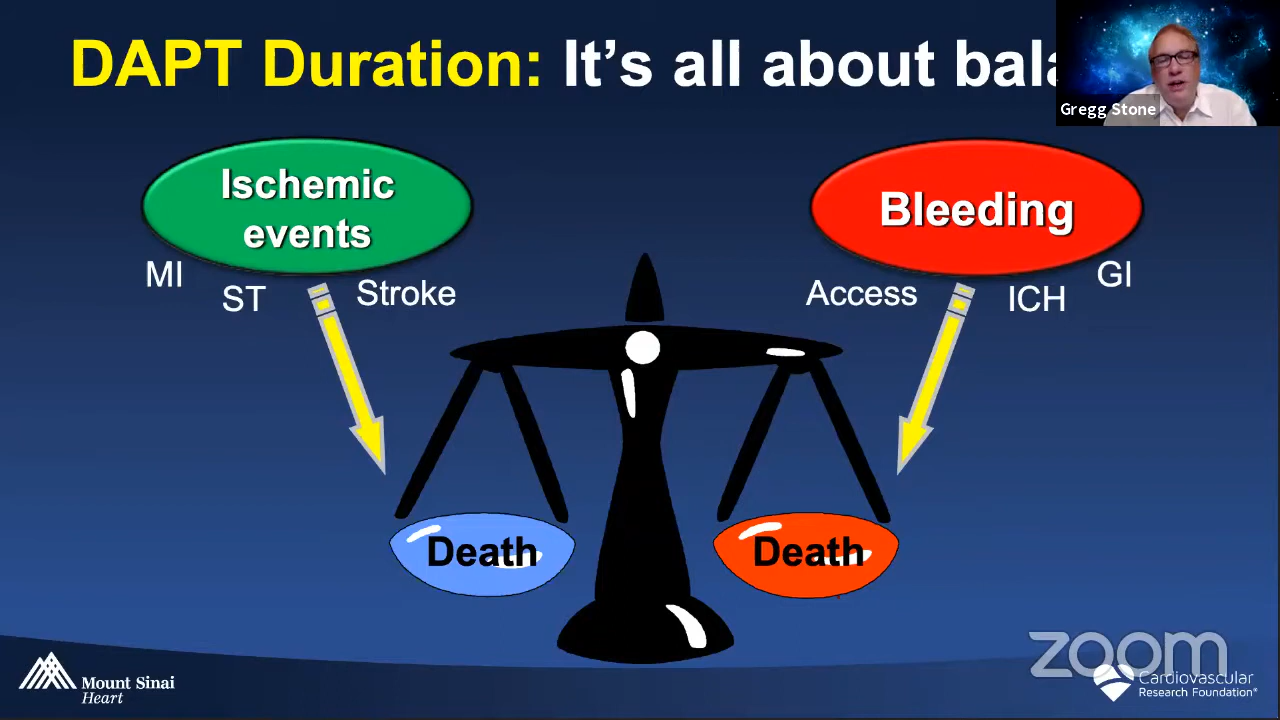 DAPT Duration: It's all about
Gregg Stone
Ischemic
events
Bleeding
MI
ST
Stroke
Access
ICH
GI
Death
Death
Mount Sinai
Heart
zoom
Cardiovascular
Research Foundation®